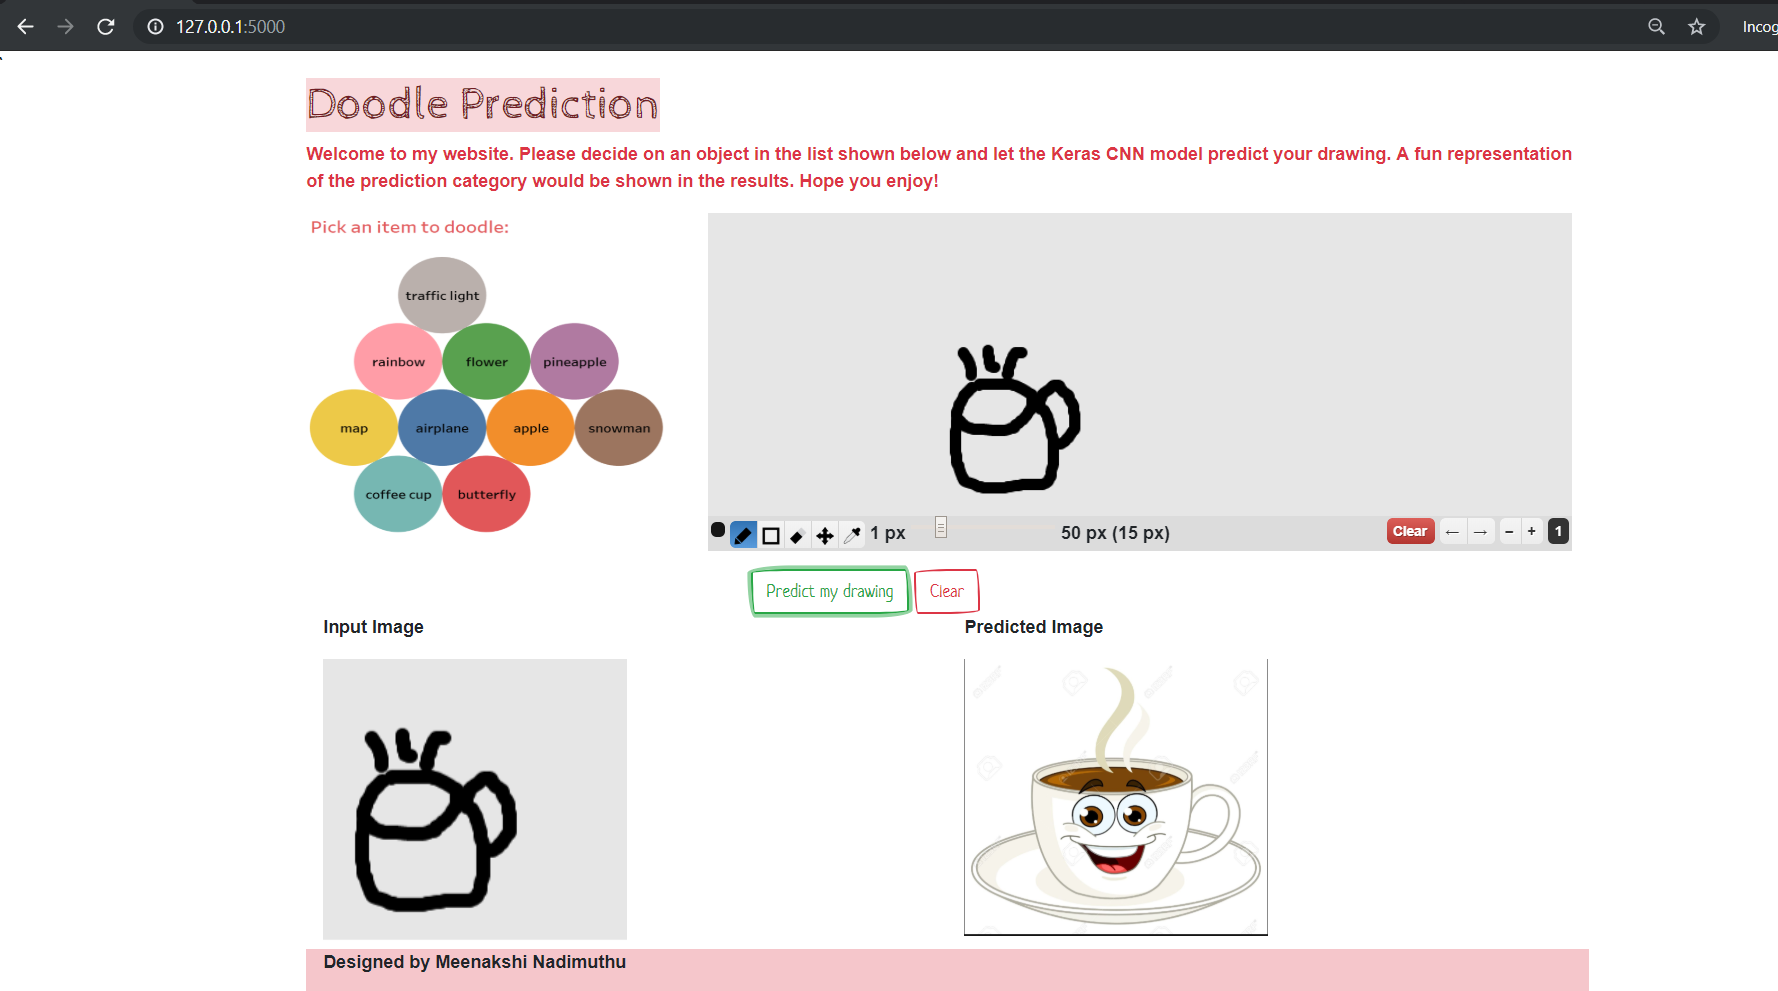 127.0.0.1:5000
Incog
Doodle Prediction
Welcome to my website. Please decide on an object in the list shown below and let the Keras CNN model predict your drawing. A fun representation
of the prediction category would be shown in the results. Hope you enjoy!
Pick an item to doodle:
traffic light
rainbow flower pineapple
map airplane apple snowman
coffee cup butterfly
1 px 50 px (15 px) Clear ← → − + 1
Predict my drawing Clear
Input Image Predicted Image
Designed by Meenakshi Nadimuthu